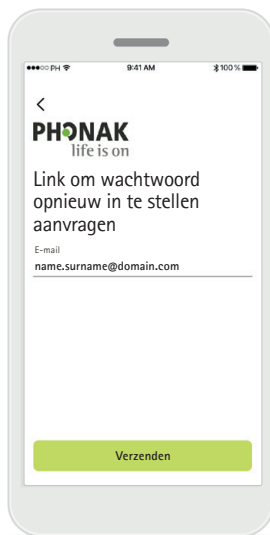 ●●●○○ PH 9:41 AM 100%
PHONAK
life is on
Link om wachtwoord
opnieuw in te stellen
aanvragen
E-mail
name.surname@domain.com
Verzenden